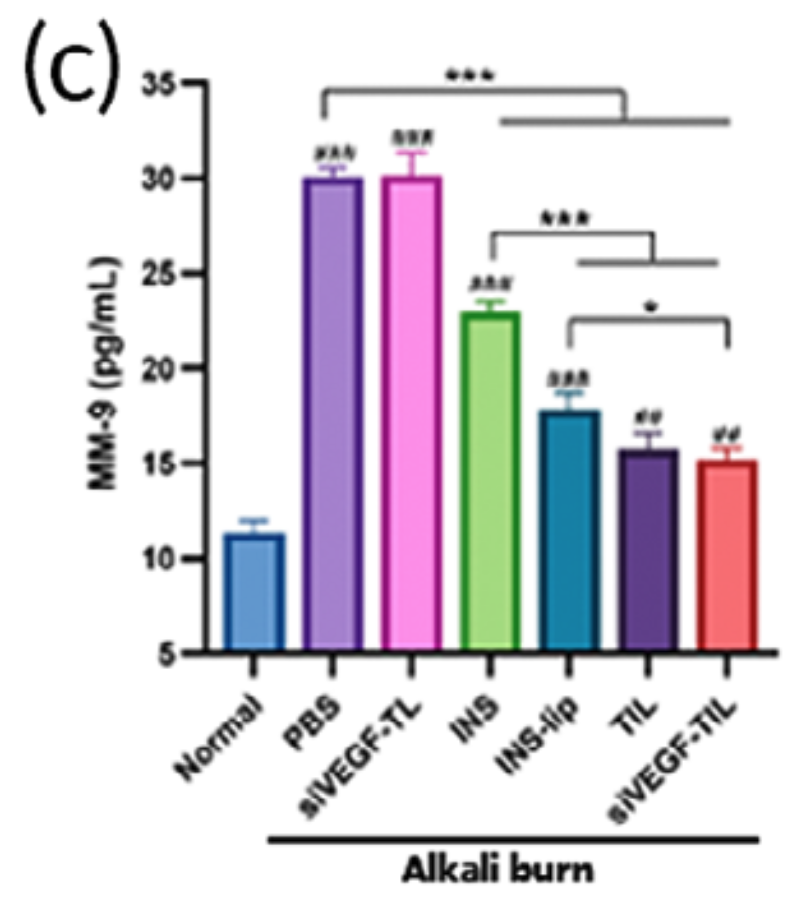 (C)
35
***
30
###
###
***
25
###
*
20
###
##
##
15
10
5
MM-9 (pg/mL)
Normal
PBS
siVEGF-TL
INS
INS-lip
TIL
siVEGF-TIL
Alkali burn